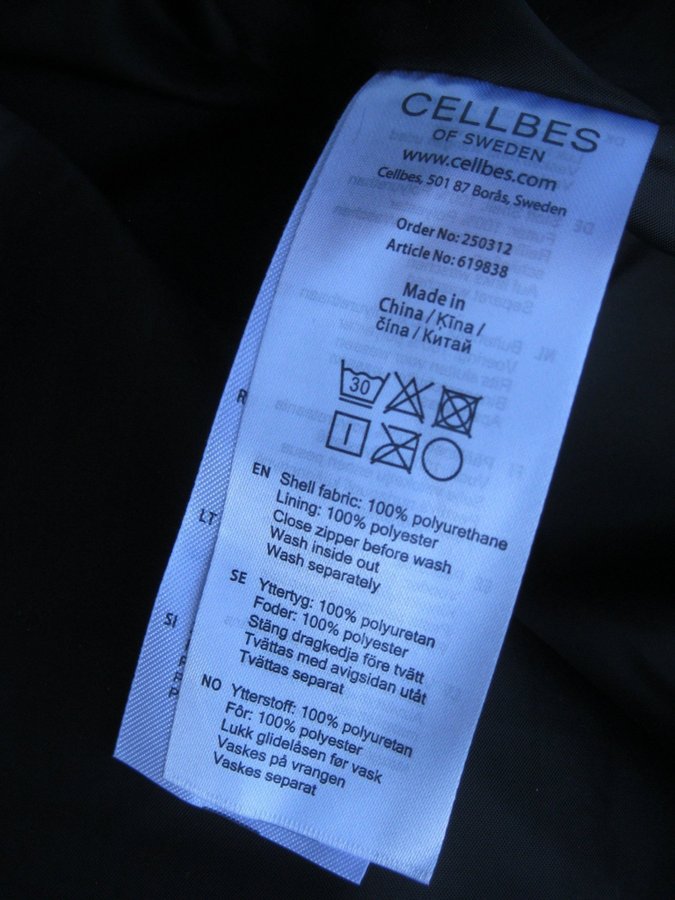 CELLBES
OF SWEDEN
www.cellbes.com
Cellbes, 501 87 Borås, Sweden
Order No: 250312
Article No: 619838
Made in
China / Ķīna /
čína / Китай
30
EN Shell fabric: 100% polyurethane
Lining: 100% polyester
Close zipper before wash
Wash inside out
Wash separately
SE Yttertyg: 100% polyuretan
Foder: 100% polyester
Stäng dragkedja före tvätt
Tvättas med avigsidan utåt
Tvättas separat
NO Ytterstoff: 100% polyuretan
Fôr: 100% polyester
Lukk glidelåsen før vask
Vaskes på vrangen
Vaskes separat
R
LT
SI